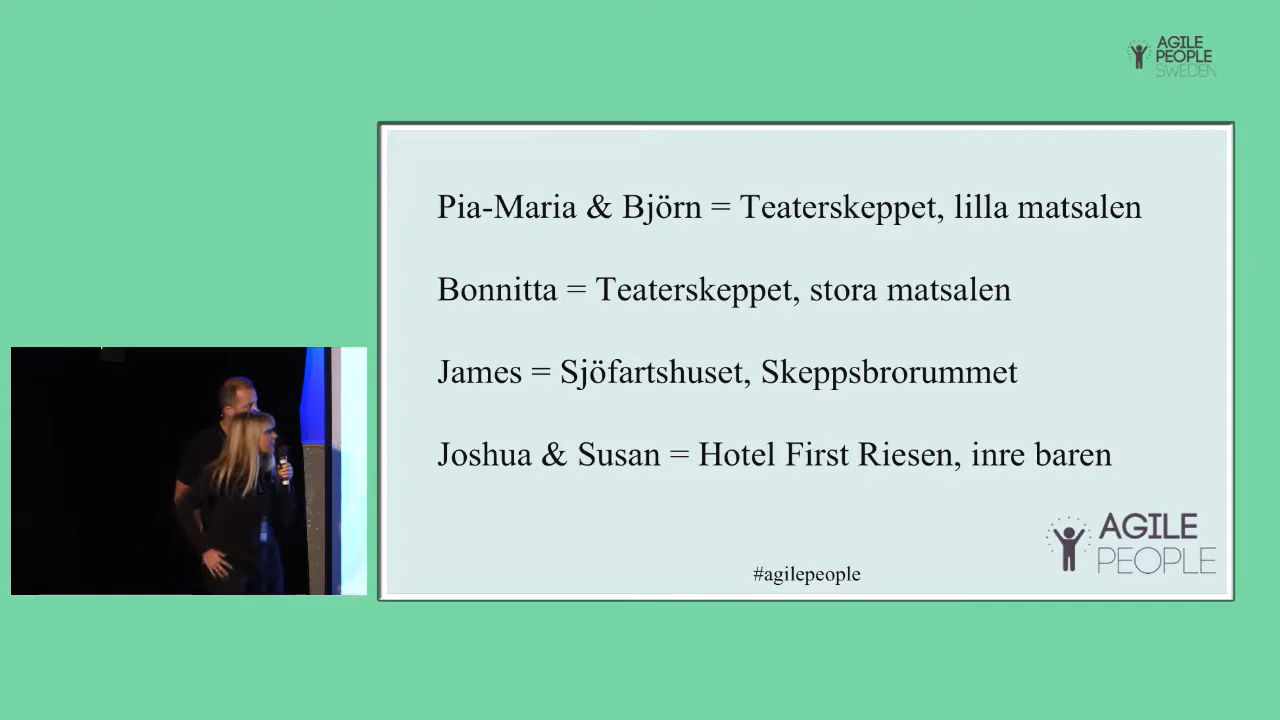 AGILE
PEOPLE
SWEDEN
Pia-Maria & Björn = Teaterskeppet, lilla matsalen
Bonnitta = Teaterskeppet, stora matsalen
James = Sjöfartshuset, Skeppsbrorummet
Joshua & Susan = Hotel First Riesen, inre baren
AGILE
PEOPLE
#agilepeople